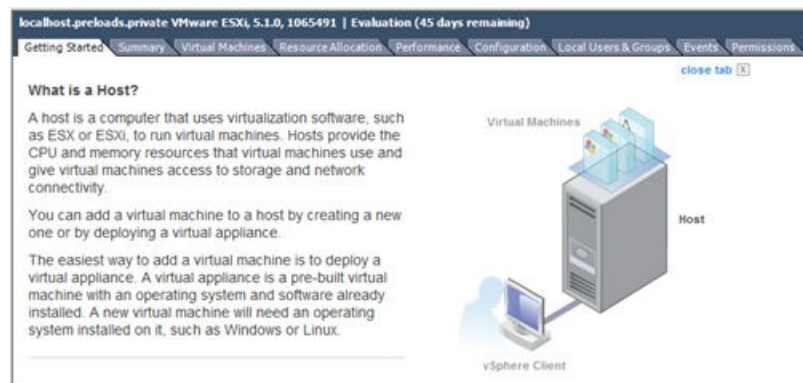 localhost.preloads.private VMware ESXi, 5.1.0, 1065491 | Evaluation (45 days remaining)
Getting Started Summary Virtual Machines Resource Allocation Performance Configuration Local Users & Groups Events Permissions
close tab X
What is a Host?
A host is a computer that uses virtualization software, such
as ESX or ESXi, to run virtual machines. Hosts provide the
CPU and memory resources that virtual machines use and
give virtual machines access to storage and network
connectivity.
You can add a virtual machine to a host by creating a new
one or by deploying a virtual appliance.
The easiest way to add a virtual machine is to deploy a
virtual appliance. A virtual appliance is a pre-built virtual
machine with an operating system and software already
installed. A new virtual machine will need an operating
system installed on it, such as Windows or Linux.
Virtual Machines
Host
vSphere Client